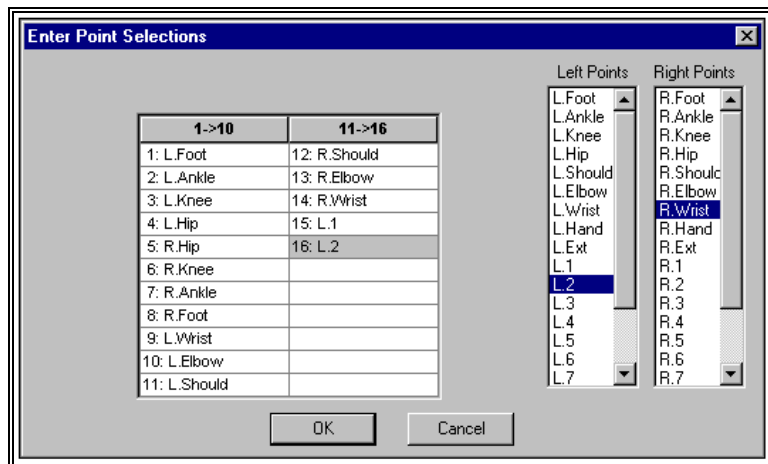 Enter Point Selections
Left Points Right Points
1->10 11->16
1: L.Foot 12: R.Should
2: L.Ankle 13: R.Elbow
3: L.Knee 14: R.Wrist
4: L.Hip 15: L.1
5: R.Hip 16: L.2
6: R.Knee
7: R.Ankle
8: R.Foot
9: L.Wrist
10: L.Elbow
11: L.Should
L.Foot
L.Ankle
L.Knee
L.Hip
L.Should
L.Elbow
L.Wrist
L.Hand
L.Ext
L.1
L.2
L.3
L.4
L.5
L.6
L.7
R.Foot
R.Ankle
R.Knee
R.Hip
R.Should
R.Elbow
R.Wrist
R.Hand
R.Ext
R.1
R.2
R.3
R.4
R.5
R.6
R.7
OK Cancel